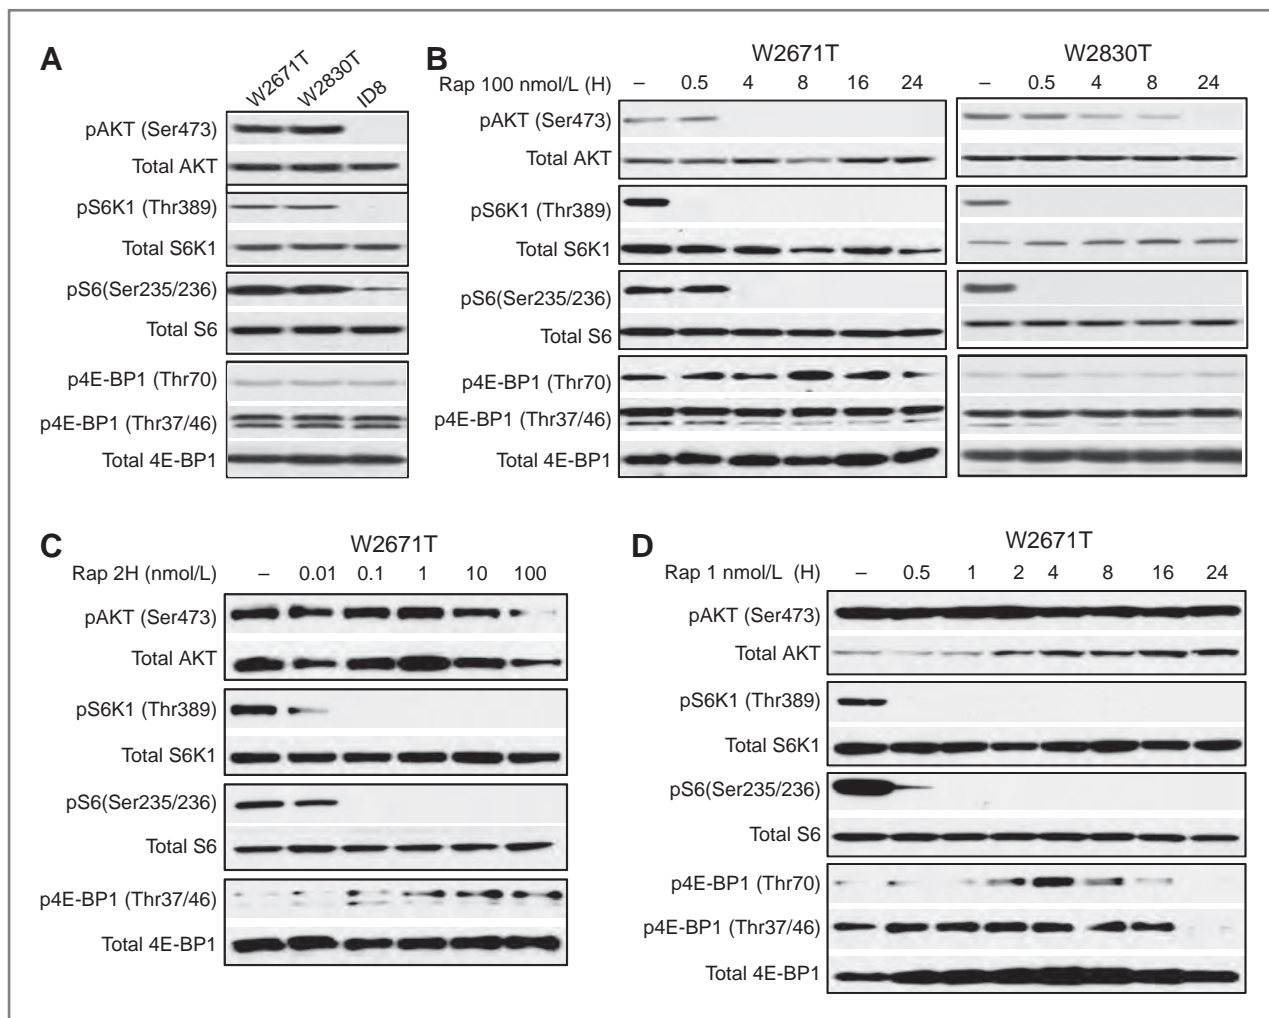 A
W2671T
W2830T
ID8
pAKT (Ser473)
Total AKT
pS6K1 (Thr389)
Total S6K1
pS6(Ser235/236)
Total S6
p4E-BP1 (Thr70)
p4E-BP1 (Thr37/46)
Total 4E-BP1
B
W2671T W2830T
Rap 100 nmol/L (H) – 0.5 4 8 16 24 – 0.5 4 8 24
pAKT (Ser473)
Total AKT
pS6K1 (Thr389)
Total S6K1
pS6(Ser235/236)
Total S6
p4E-BP1 (Thr70)
p4E-BP1 (Thr37/46)
Total 4E-BP1
C
W2671T
Rap 2H (nmol/L) – 0.01 0.1 1 10 100
pAKT (Ser473)
Total AKT
pS6K1 (Thr389)
Total S6K1
pS6(Ser235/236)
Total S6
p4E-BP1 (Thr37/46)
Total 4E-BP1
D
W2671T
Rap 1 nmol/L (H) – 0.5 1 2 4 8 16 24
pAKT (Ser473)
Total AKT
pS6K1 (Thr389)
Total S6K1
pS6(Ser235/236)
Total S6
p4E-BP1 (Thr70)
p4E-BP1 (Thr37/46)
Total 4E-BP1